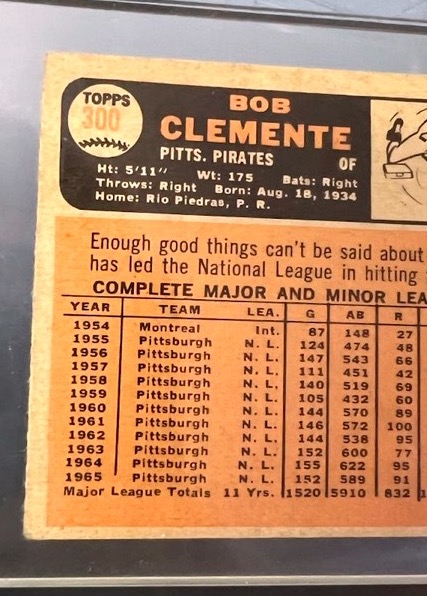 TOPPS
300
BOB
CLEMENTE
PITTS. PIRATES OF
Ht: 5'11" Wt: 175 Bats: Right
Throws: Right Born: Aug. 18, 1934
Home: Rio Piedras, P. R.
Enough good things can't be said about
has led the National League in hitting
COMPLETE MAJOR AND MINOR LEA
YEAR TEAM LEA. G AB R
1954 Montreal Int. 87 148 27
1955 Pittsburgh N. L. 124 474 48
1956 Pittsburgh N. L. 147 543 66
1957 Pittsburgh N. L. 111 451 42
1958 Pittsburgh N. L. 140 519 69
1959 Pittsburgh N. L. 105 432 60
1960 Pittsburgh N. L. 144 570 89
1961 Pittsburgh N. L. 146 572 100
1962 Pittsburgh N. L. 144 538 95
1963 Pittsburgh N. L. 152 600 77
1964 Pittsburgh N. L. 155 622 95
1965 Pittsburgh N. L. 152 589 91
Major League Totals 11 Yrs. 1520 5910 832